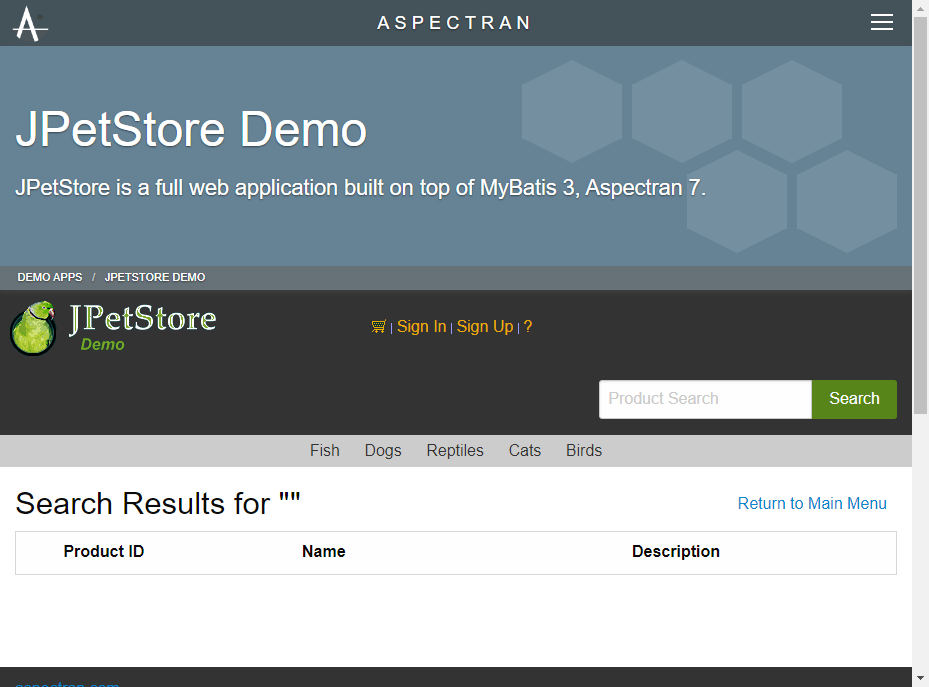 ASPECTRAN
JPetStore Demo
JPetStore is a full web application built on top of MyBatis 3, Aspectran 7.
DEMO APPS / JPETSTORE DEMO
JPetStore
Demo
| Sign In | Sign Up | ?
Product Search
Search
Fish Dogs Reptiles Cats Birds
Search Results for ""
Return to Main Menu
Product ID Name Description
aspectran.com